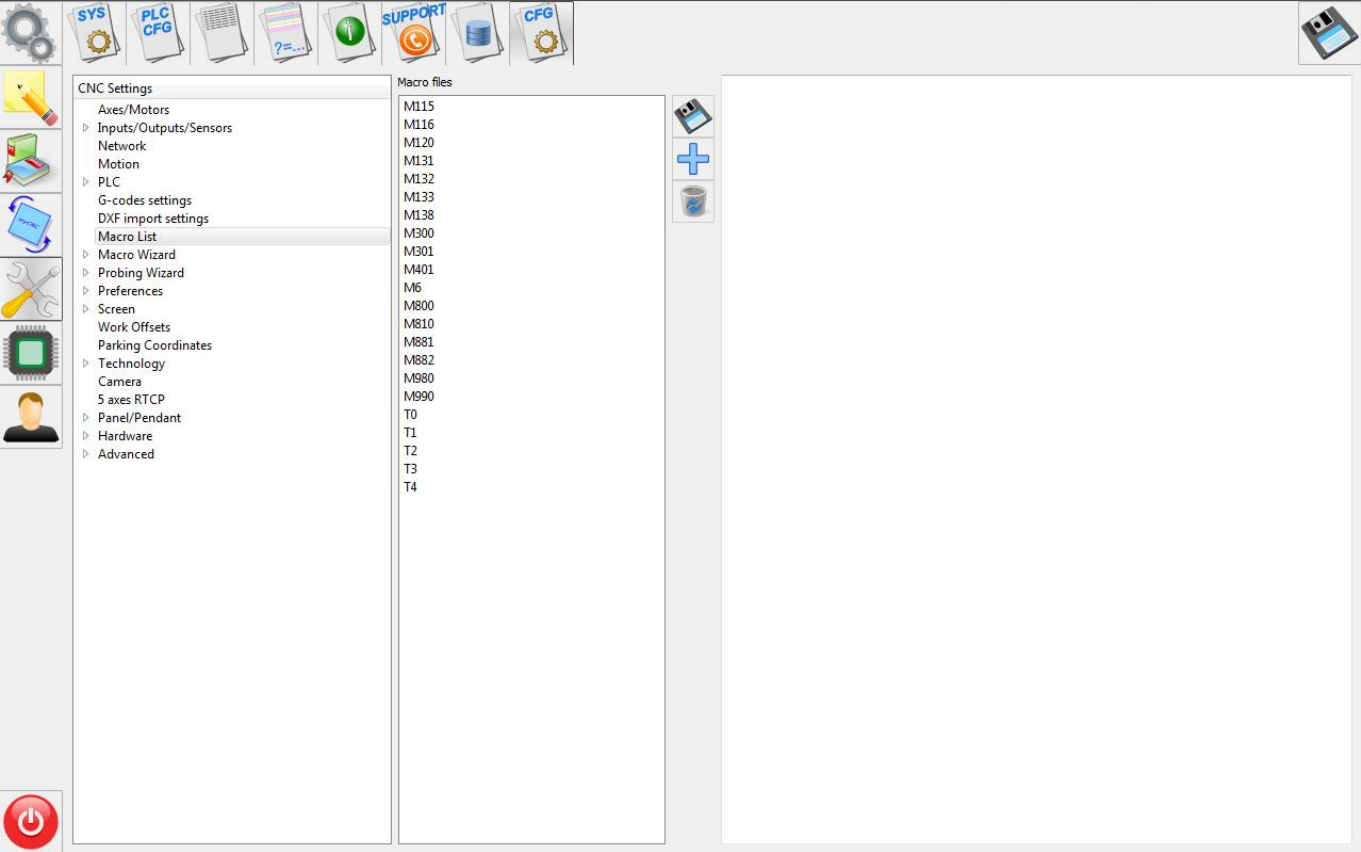 SYS
PLC
CFG
?=...
SUPPORT
CFG
CNC Settings
Axes/Motors
Inputs/Outputs/Sensors
Network
Motion
PLC
G-codes settings
DXF import settings
Macro List
Macro Wizard
Probing Wizard
Preferences
Screen
Work Offsets
Parking Coordinates
Technology
Camera
5 axes RTCP
Panel/Pendant
Hardware
Advanced
Macro files
M115
M116
M120
M131
M132
M133
M138
M300
M301
M401
M6
M800
M810
M881
M882
M980
M990
T0
T1
T2
T3
T4
myCNC